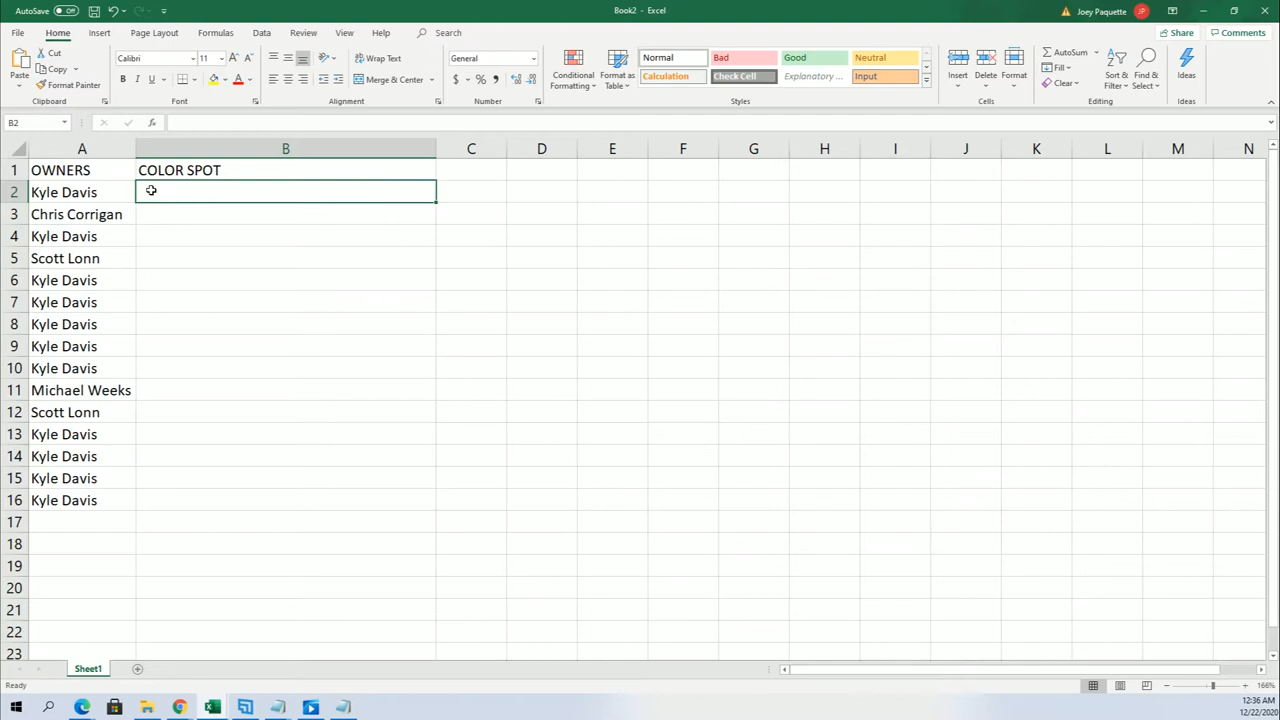 AutoSave Off Book2 - Excel Joey Paquette JP
File Home Insert Page Layout Formulas Data Review View Help Search Share Comments
Paste Cut Copy Format Painter Clipboard
Calibri 11 A A B I U A Font
Wrap Text Merge & Center Alignment
General $ % , Number
Conditional Formatting Format as Table
Normal Bad Good Neutral
Calculation Check Cell Explanatory ... Input
Styles
Insert Delete Format Cells
AutoSum Fill Clear Sort & Filter Find & Select Editing
Ideas Ideas
B2 fx
A B C D E F G H I J K L M N
1 OWNERS COLOR SPOT
2 Kyle Davis
3 Chris Corrigan
4 Kyle Davis
5 Scott Lonn
6 Kyle Davis
7 Kyle Davis
8 Kyle Davis
9 Kyle Davis
10 Kyle Davis
11 Michael Weeks
12 Scott Lonn
13 Kyle Davis
14 Kyle Davis
15 Kyle Davis
16 Kyle Davis
17
18
19
20
21
22
23
Sheet1
Ready 166%
12:36 AM
12/22/2020